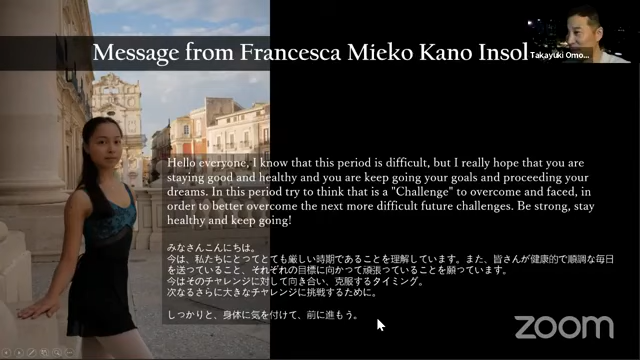 Message from Francesca Mieko Kano Insol
Takayuki Omo...
Hello everyone, I know that this period is difficult, but I really hope that you are
staying good and healthy and you are keep going your goals and proceeding your
dreams. In this period try to think that is a "Challenge" to overcome and faced, in
order to better overcome the next more difficult future challenges. Be strong, stay
healthy and keep going!
みなさんこんにちは。
今は、私たちにとってとても厳しい時期であることを理解しています。また、皆さんが健康的で順調な毎日
を送っていること、それぞれの目標に向かって頑張っていることを願っています。
今はそのチャレンジに対して向き合い、克服するタイミング。
次なるさらに大きなチャレンジに挑戦するために。
しっかりと、身体に気を付けて、前に進もう。
zoom